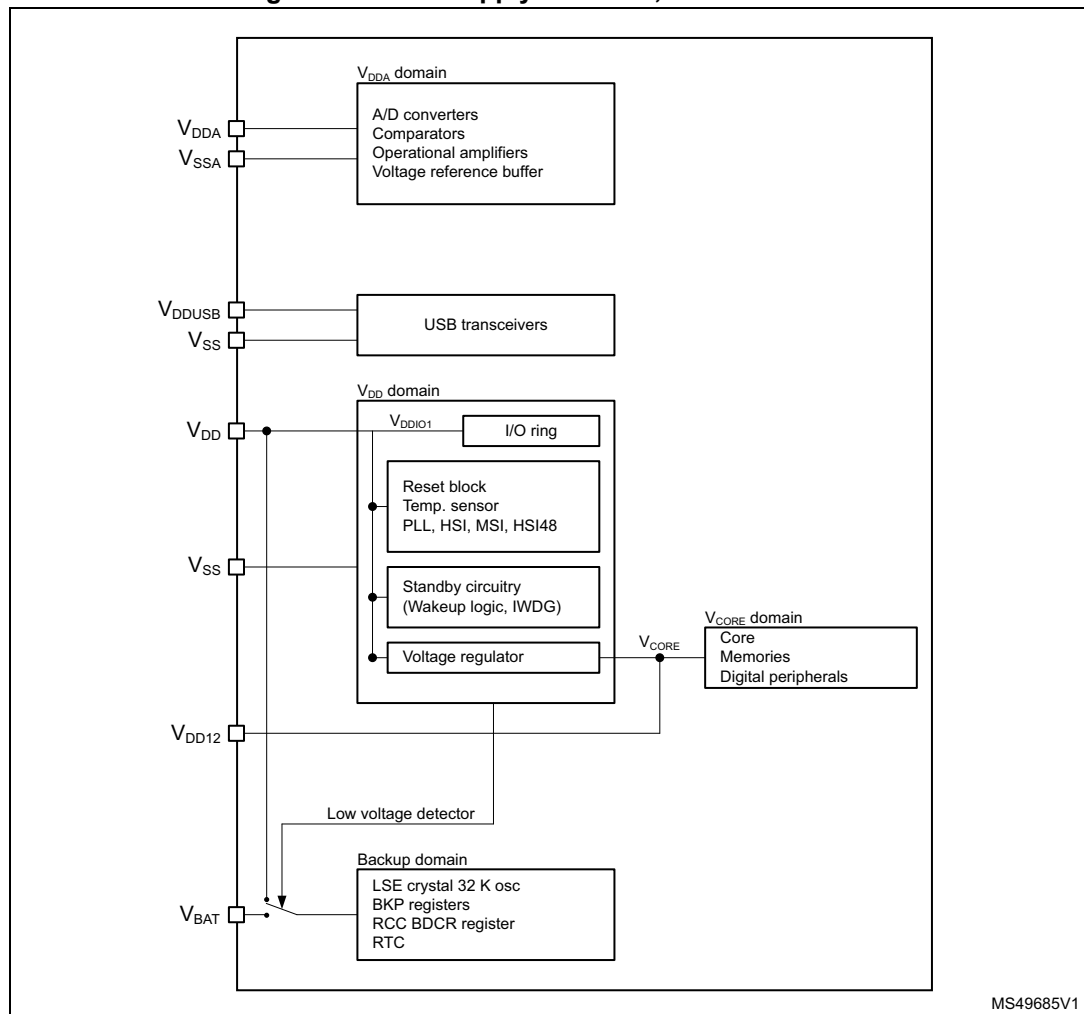 VDDA domain
A/D converters
Comparators
Operational amplifiers
Voltage reference buffer
VDDA
VSSA
VDDUSB
VSS
USB transceivers
VDD domain
VDD
VDDIO1
I/O ring
Reset block
Temp. sensor
PLL, HSI, MSI, HSI48
VSS
Standby circuitry
(Wakeup logic, IWDG)
Voltage regulator
VCORE
VCORE domain
Core
Memories
Digital peripherals
VDD12
Low voltage detector
Backup domain
LSE crystal 32 K osc
BKP registers
RCC BDCR register
RTC
VBAT
MS49685V1